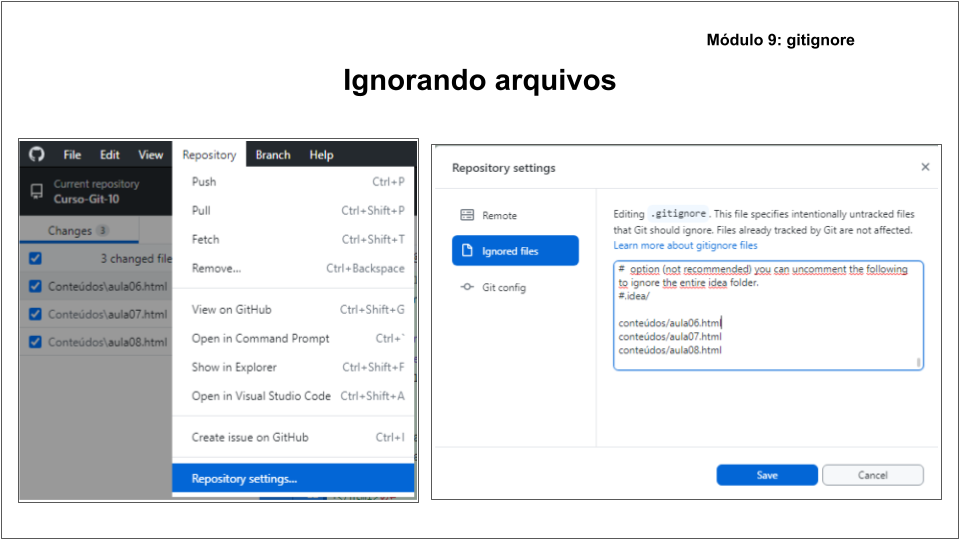 Módulo 9: gitignore
Ignorando arquivos
File Edit View Repository Branch Help
Current repository
Curso-Git-10
Changes 3
3 changed file
Conteúdos\aula06.html
Conteúdos\aula07.html
Conteúdos\aula08.html
Push Ctrl+P
Pull Ctrl+Shift+P
Fetch Ctrl+Shift+T
Remove... Ctrl+Backspace
View on GitHub Ctrl+Shift+G
Open in Command Prompt Ctrl+`
Show in Explorer Ctrl+Shift+F
Open in Visual Studio Code Ctrl+Shift+A
Create issue on GitHub Ctrl+I
Repository settings...
Repository settings
Remote
Ignored files
Git config
Editing .gitignore. This file specifies intentionally untracked files
that Git should ignore. Files already tracked by Git are not affected.
Learn more about gitignore files
# option (not recommended) you can uncomment the following
to ignore the entire idea folder.
#.idea/
conteúdos/aula06.html
conteúdos/aula07.html
conteúdos/aula08.html
Save Cancel